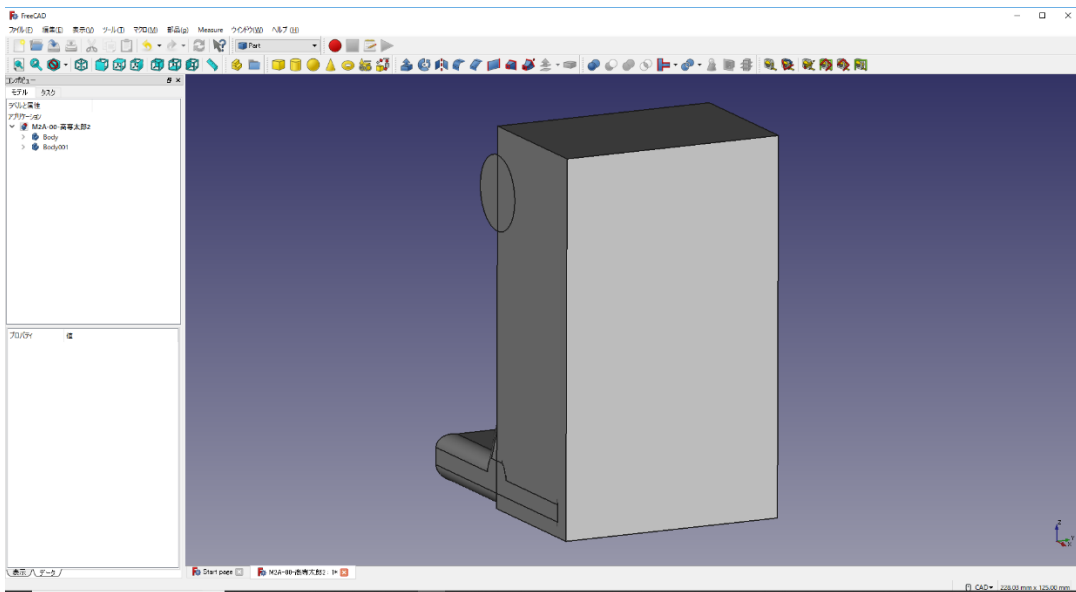 FreeCAD
ファイル(F) 編集(E) 表示(V) ツール(T) マクロ(M) 部品(p) Measure ウインドウ(W) ヘルプ(H)
Part
コンボビュー
モデル タスク
ラベルと属性
アプリケーション
M2A-00-高専太郎2
Body
Body001
プロパティ 値
表示 データ
Start page M2A-00-高専太郎2
Z
Y
X
CAD 228.03 mm x 125.00 mm